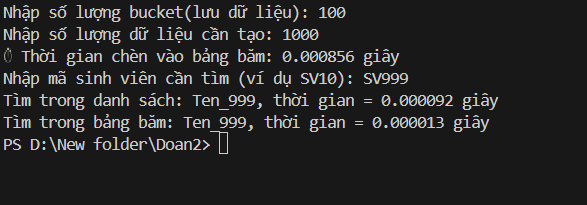 Nhập số lượng bucket(lưu dữ liệu): 100
Nhập số lượng dữ liệu cần tạo: 1000
⏱ Thời gian chèn vào bảng băm: 0.000856 giây
Nhập mã sinh viên cần tìm (ví dụ SV10): SV999
Tìm trong danh sách: Ten_999, thời gian = 0.000092 giây
Tìm trong bảng băm: Ten_999, thời gian = 0.000013 giây
PS D:\New folder\Doan2>